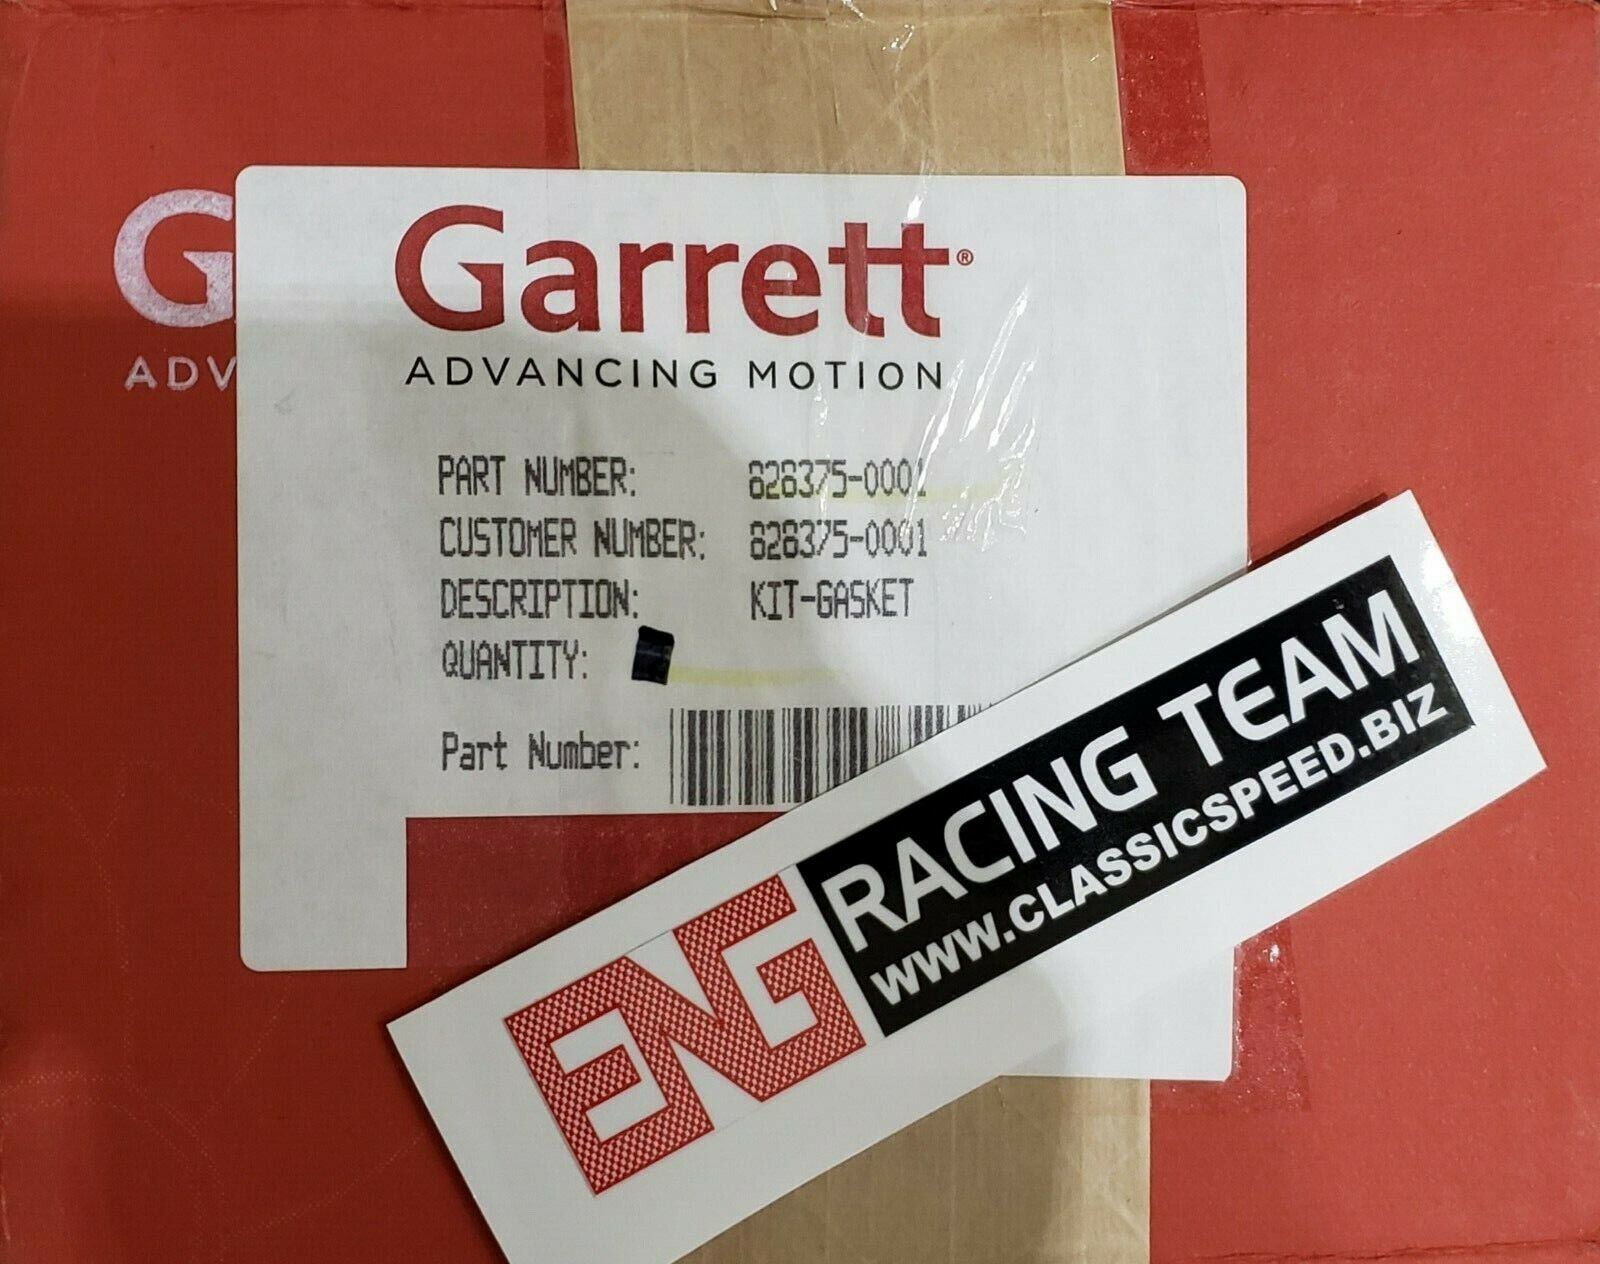 G
ADV
Garrett®
ADVANCING MOTION
PART NUMBER: 828375-0001
CUSTOMER NUMBER: 828375-0001
DESCRIPTION: KIT-GASKET
QUANTITY:
Part Number:
ENG RACING TEAM
WWW.CLASSICSPEED.BIZ